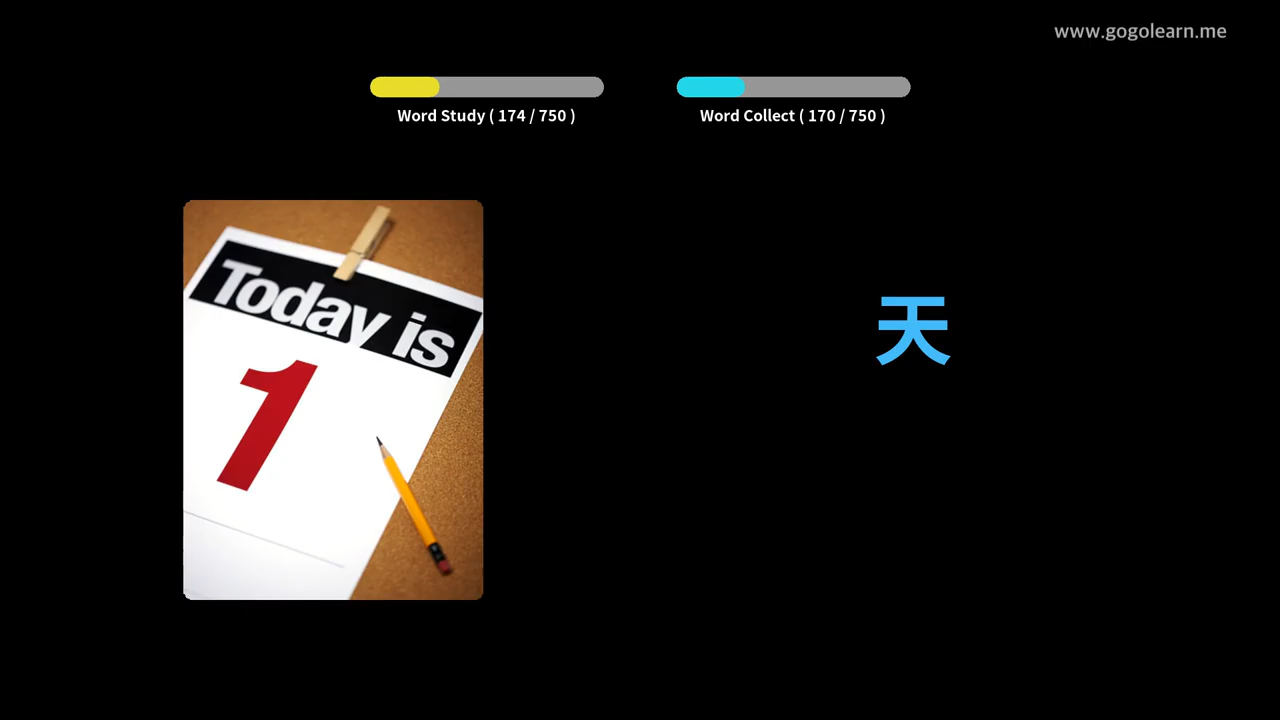 www.gogolearn.me
Word Study ( 174 / 750 )
Word Collect ( 170 / 750 )
Today is
1
天